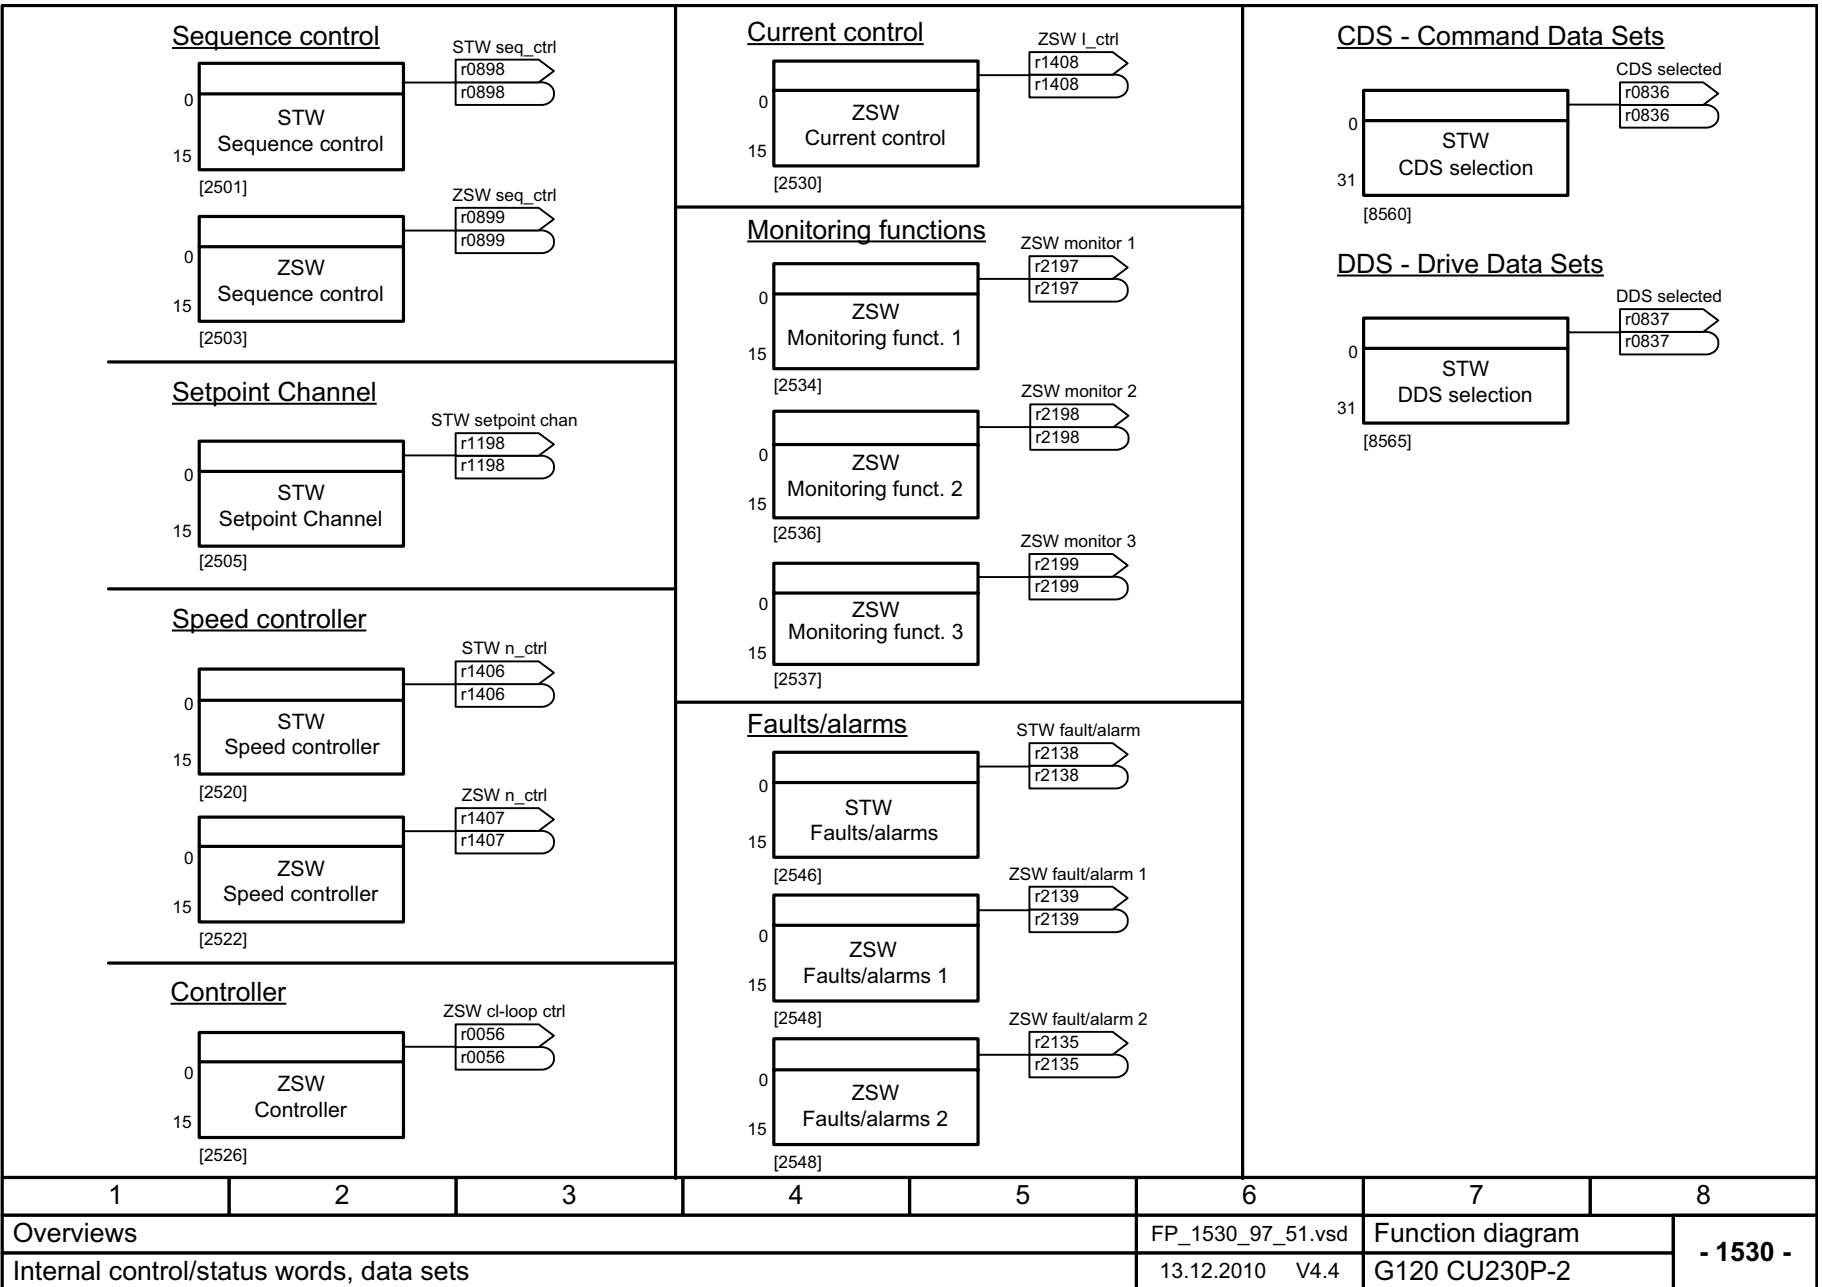 Sequence control
STW seq_ctrl
r0898
r0898
0
STW
Sequence control
15
[2501]
ZSW seq_ctrl
r0899
r0899
0
ZSW
Sequence control
15
[2503]
Setpoint Channel
STW setpoint chan
r1198
r1198
0
STW
Setpoint Channel
15
[2505]
Speed controller
STW n_ctrl
r1406
r1406
0
STW
Speed controller
15
[2520]
ZSW n_ctrl
r1407
r1407
0
ZSW
Speed controller
15
[2522]
Controller
ZSW cl-loop ctrl
r0056
r0056
0
ZSW
Controller
15
[2526]
Current control
ZSW I_ctrl
r1408
r1408
0
ZSW
Current control
15
[2530]
Monitoring functions
ZSW monitor 1
r2197
r2197
0
ZSW
Monitoring funct. 1
15
[2534]
ZSW monitor 2
r2198
r2198
0
ZSW
Monitoring funct. 2
15
[2536]
ZSW monitor 3
r2199
r2199
0
ZSW
Monitoring funct. 3
15
[2537]
Faults/alarms
STW fault/alarm
r2138
r2138
0
STW
Faults/alarms
15
[2546]
ZSW fault/alarm 1
r2139
r2139
0
ZSW
Faults/alarms 1
15
[2548]
ZSW fault/alarm 2
r2135
r2135
0
ZSW
Faults/alarms 2
15
[2548]
CDS - Command Data Sets
CDS selected
r0836
r0836
0
STW
CDS selection
31
[8560]
DDS - Drive Data Sets
DDS selected
r0837
r0837
0
STW
DDS selection
31
[8565]
1 2 3 4 5 6 7 8
Overviews
FP_1530_97_51.vsd
Function diagram
- 1530 -
Internal control/status words, data sets
13.12.2010 V4.4
G120 CU230P-2